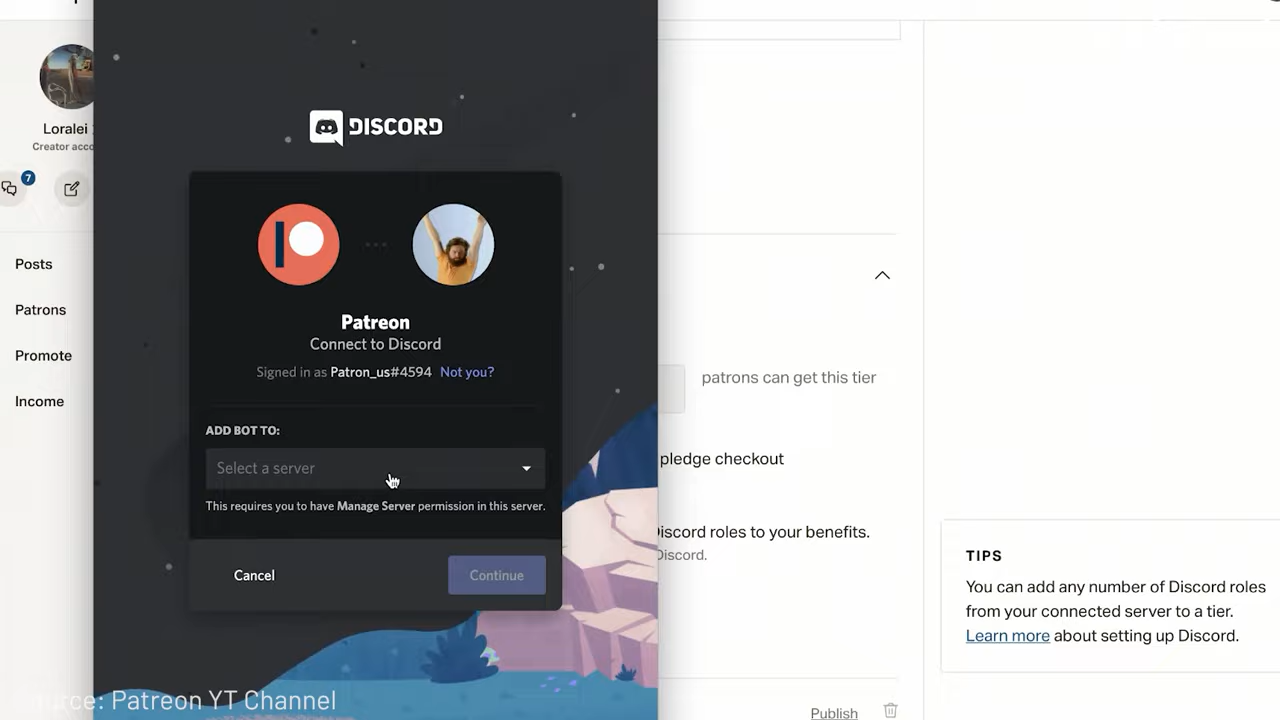 Loralei
Creator acco
7
Posts
Patrons
Promote
Income
DISCORD
Patreon
Connect to Discord
Signed in as Patron_us#4594 Not you?
ADD BOT TO:
Select a server
This requires you to have Manage Server permission in this server.
Cancel
Continue
patrons can get this tier
pledge checkout
Discord roles to your benefits.
Discord.
TIPS
You can add any number of Discord roles
from your connected server to a tier.
Learn more about setting up Discord.
Publish
Source: Patreon YT Channel